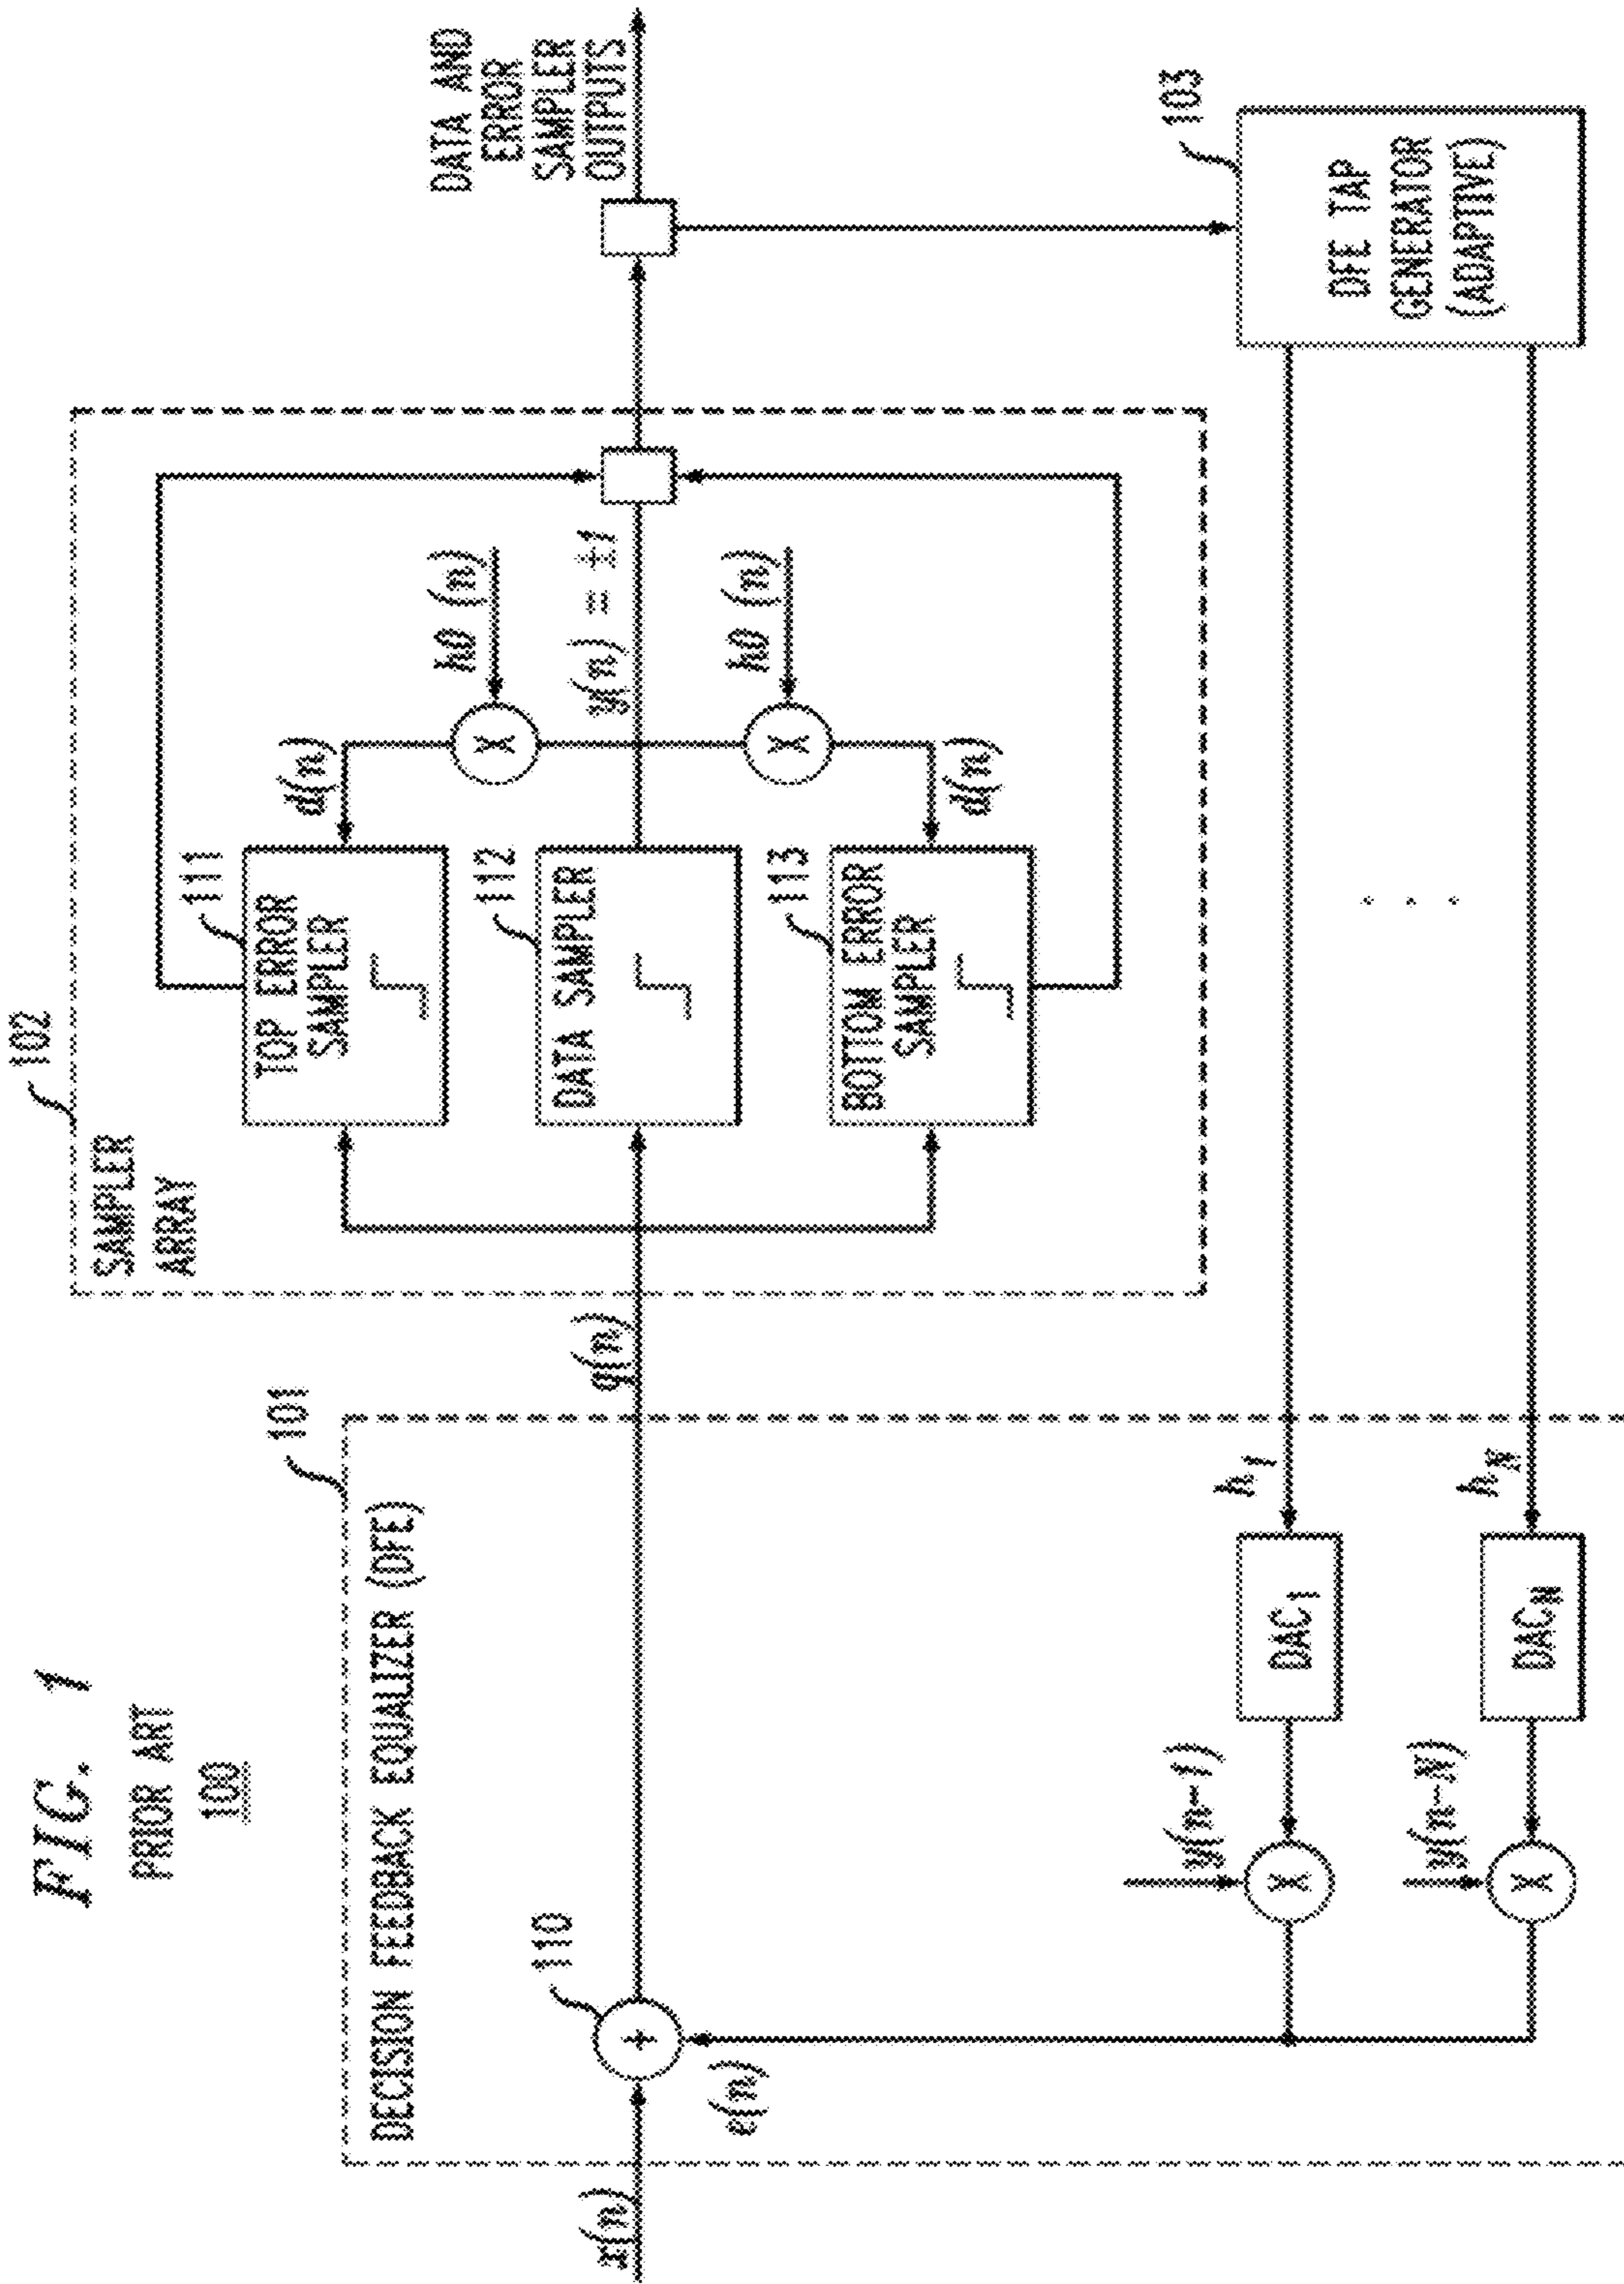 FIG. 1
PRIOR ART
100
102
SAMPLER
ARRAY
101
DECISION FEEDBACK EQUALIZER (DFE)
111
TOP ERROR
SAMPLER
d(n)
h0 (n)
DATA AND
ERROR
SAMPLER
OUTPUTS
110
x(n)
+
q(n)
112
DATA SAMPLER
y(n) = ±1
e(n)
X
X
h0 (n)
113
BOTTOM ERROR
SAMPLER
d(n)
103
DFE TAP
GENERATOR
(ADAPTIVE)
y(n-1)
X
DAC1
h1
. . .
y(n-N)
X
DACN
hN